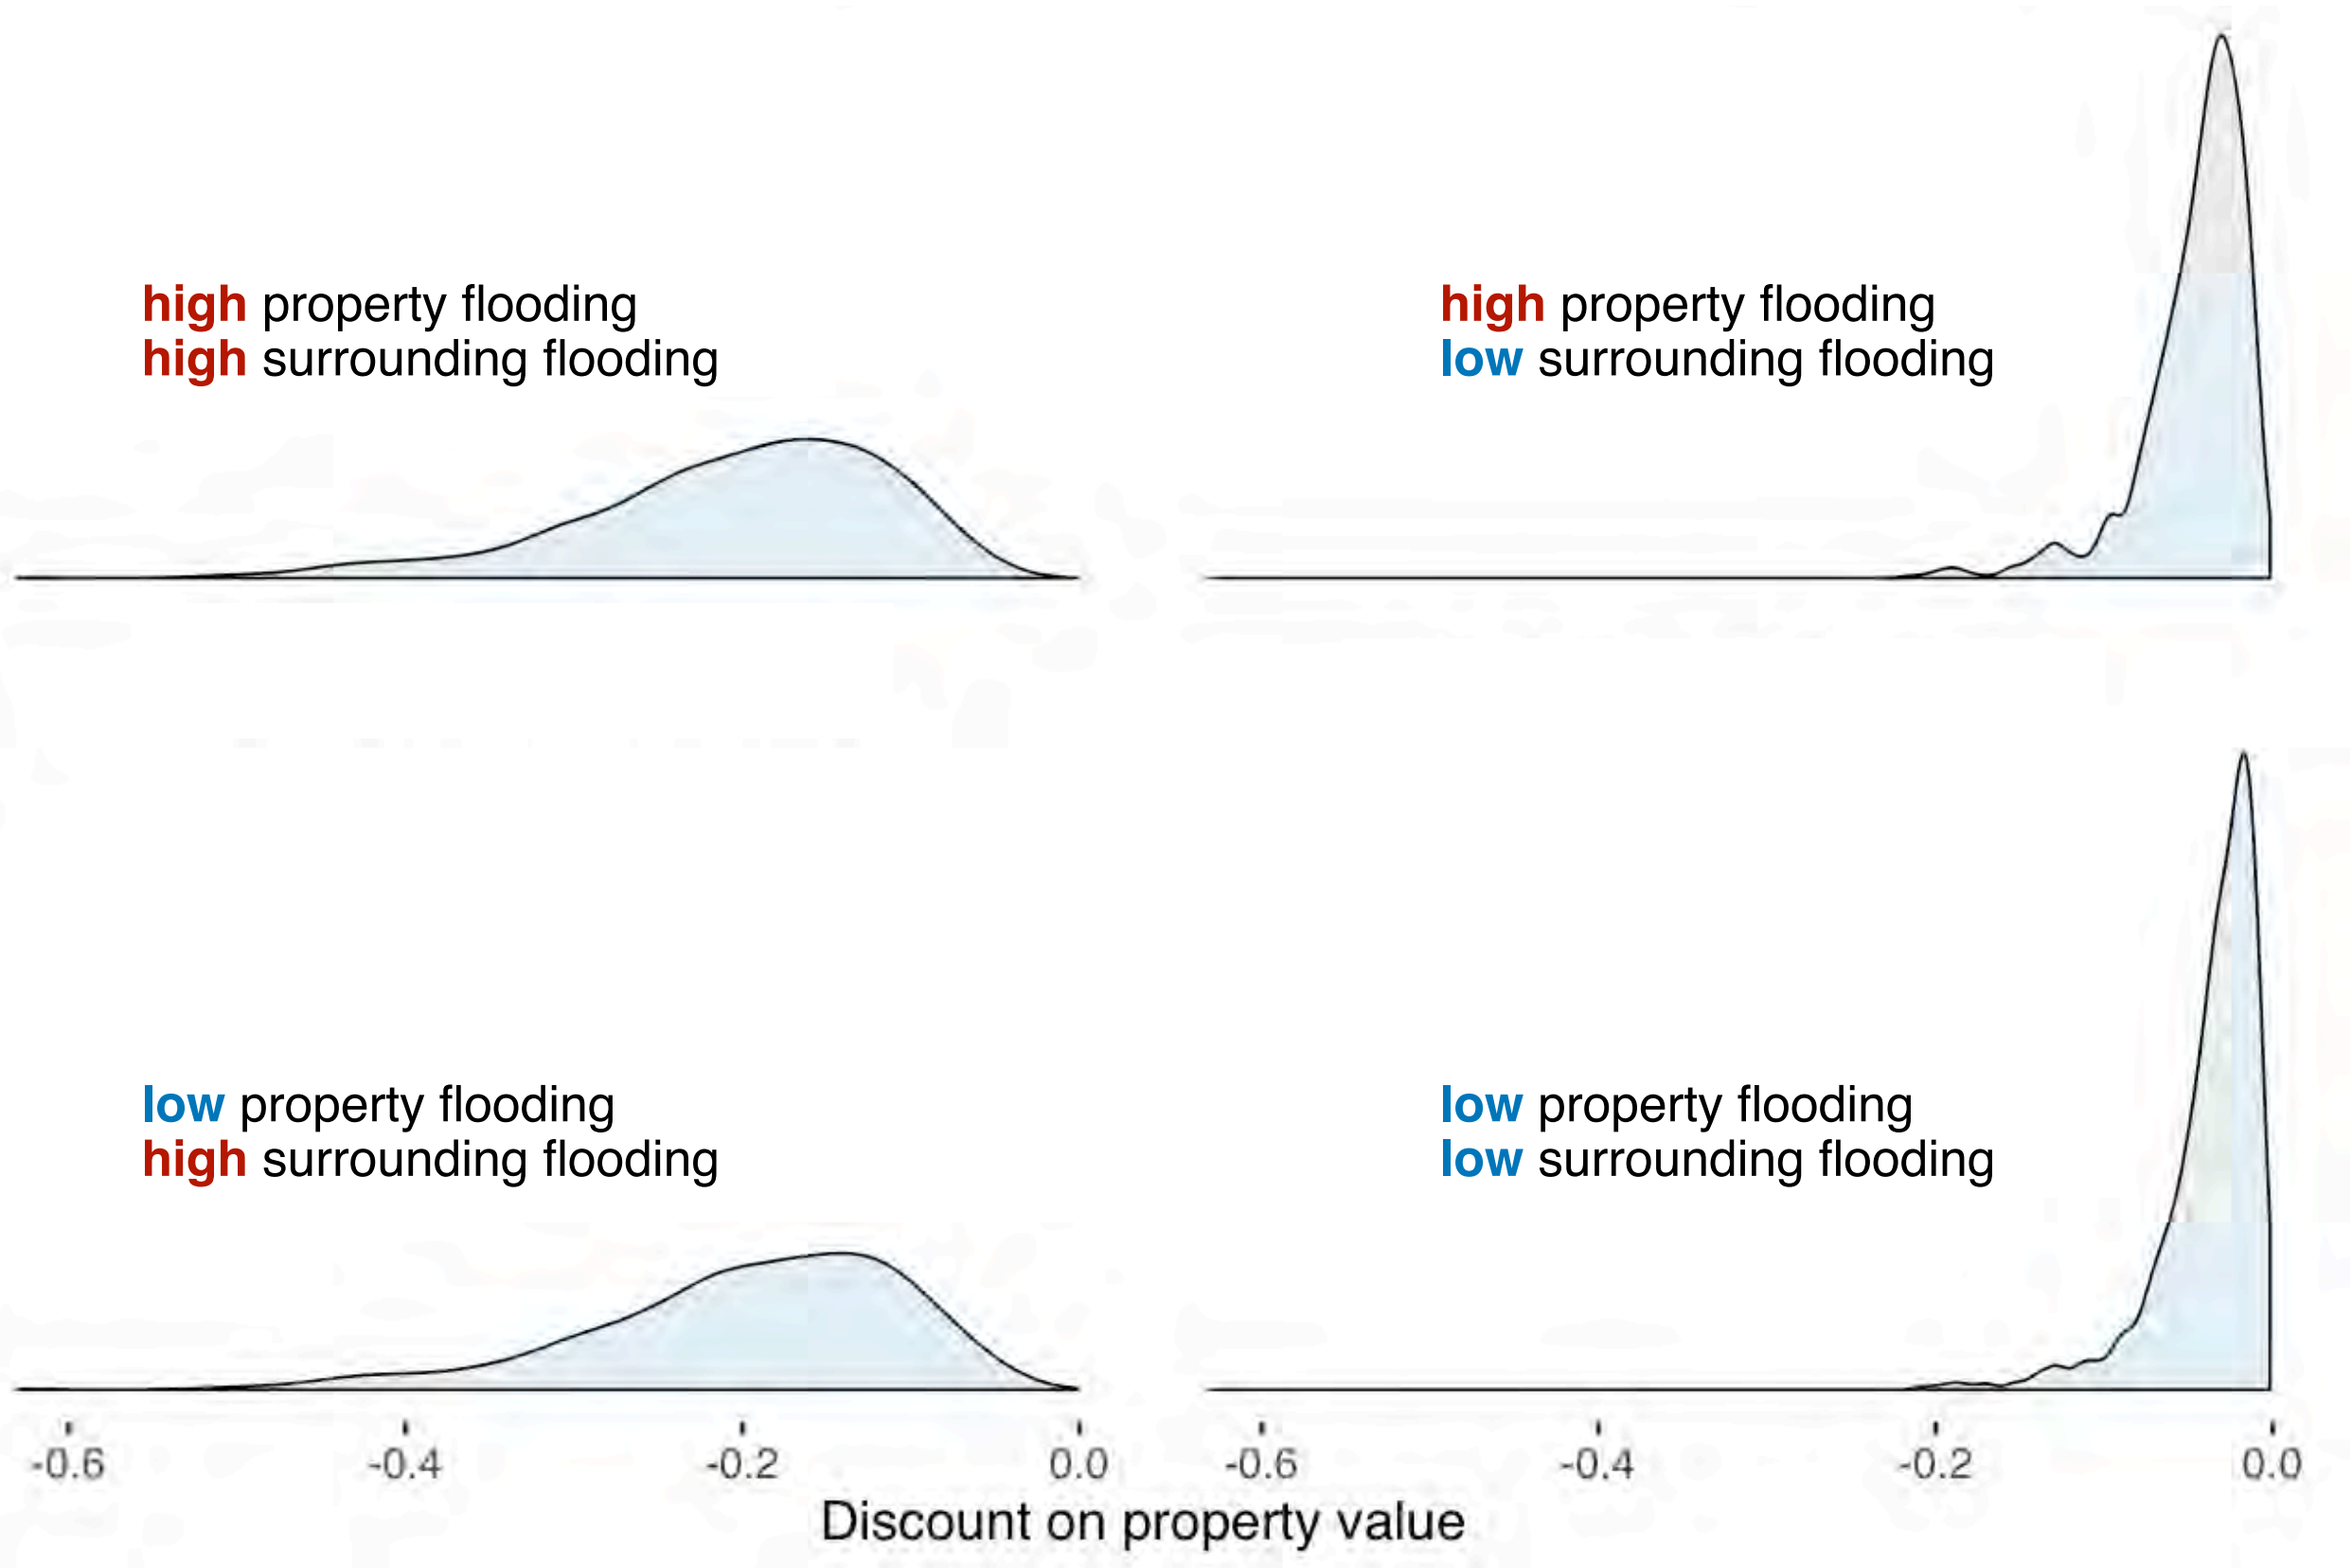 high property flooding
high surrounding flooding
high property flooding
low surrounding flooding
low property flooding
high surrounding flooding
low property flooding
low surrounding flooding
-0.6 -0.4 -0.2 0.0 -0.6 -0.4 -0.2 0.0
Discount on property value